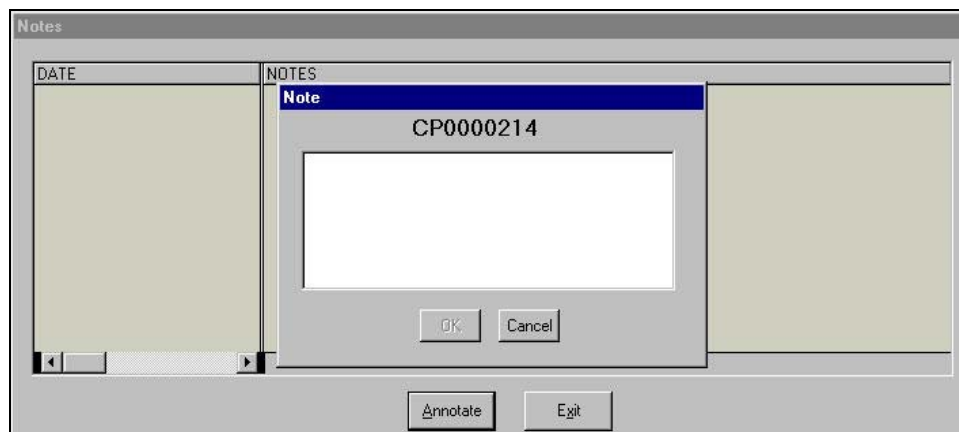 Notes
DATE NOTES
Note
CP0000214
OK Cancel
Annotate Exit